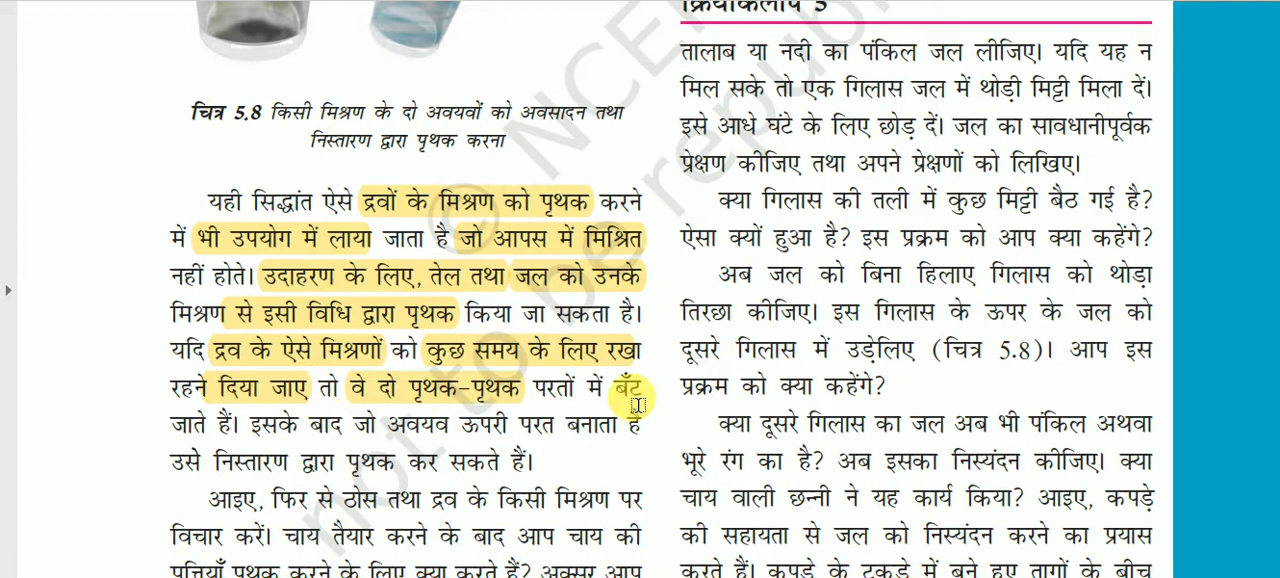 चित्र 5.8 किसी मिश्रण के दो अवयवों को अवसादन तथा
निस्तारण द्वारा पृथक करना
यही सिद्धांत ऐसे द्रवों के मिश्रण को पृथक करने
में भी उपयोग में लाया जाता है जो आपस में मिश्रित
नहीं होते। उदाहरण के लिए, तेल तथा जल को उनके
मिश्रण से इसी विधि द्वारा पृथक किया जा सकता है।
यदि द्रव के ऐसे मिश्रणों को कुछ समय के लिए रखा
रहने दिया जाए तो वे दो पृथक-पृथक परतों में बँट
जाते हैं। इसके बाद जो अवयव ऊपरी परत बनाता है
उसे निस्तारण द्वारा पृथक कर सकते हैं।
आइए, फिर से ठोस तथा द्रव के किसी मिश्रण पर
विचार करें। चाय तैयार करने के बाद आप चाय की
पत्तियाँ पृथक करने के लिए क्या करते हैं? अक्सर आप
क्रियाकलाप 5
तालाब या नदी का पंकिल जल लीजिए। यदि यह न
मिल सके तो एक गिलास जल में थोड़ी मिट्टी मिला दें।
इसे आधे घंटे के लिए छोड़ दें। जल का सावधानीपूर्वक
प्रेक्षण कीजिए तथा अपने प्रेक्षणों को लिखिए।
क्या गिलास की तली में कुछ मिट्टी बैठ गई है?
ऐसा क्यों हुआ है? इस प्रक्रम को आप क्या कहेंगे?
अब जल को बिना हिलाए गिलास को थोड़ा
तिरछा कीजिए। इस गिलास के ऊपर के जल को
दूसरे गिलास में उड़ेलिए (चित्र 5.8)। आप इस
प्रक्रम को क्या कहेंगे?
क्या दूसरे गिलास का जल अब भी पंकिल अथवा
भूरे रंग का है? अब इसका निस्यंदन कीजिए। क्या
चाय वाली छन्नी ने यह कार्य किया? आइए, कपड़े
की सहायता से जल को निस्यंदन करने का प्रयास
करते हैं। कपड़े के टुकड़े में बने हुए तागों के बीच
© NCE
not to be republ